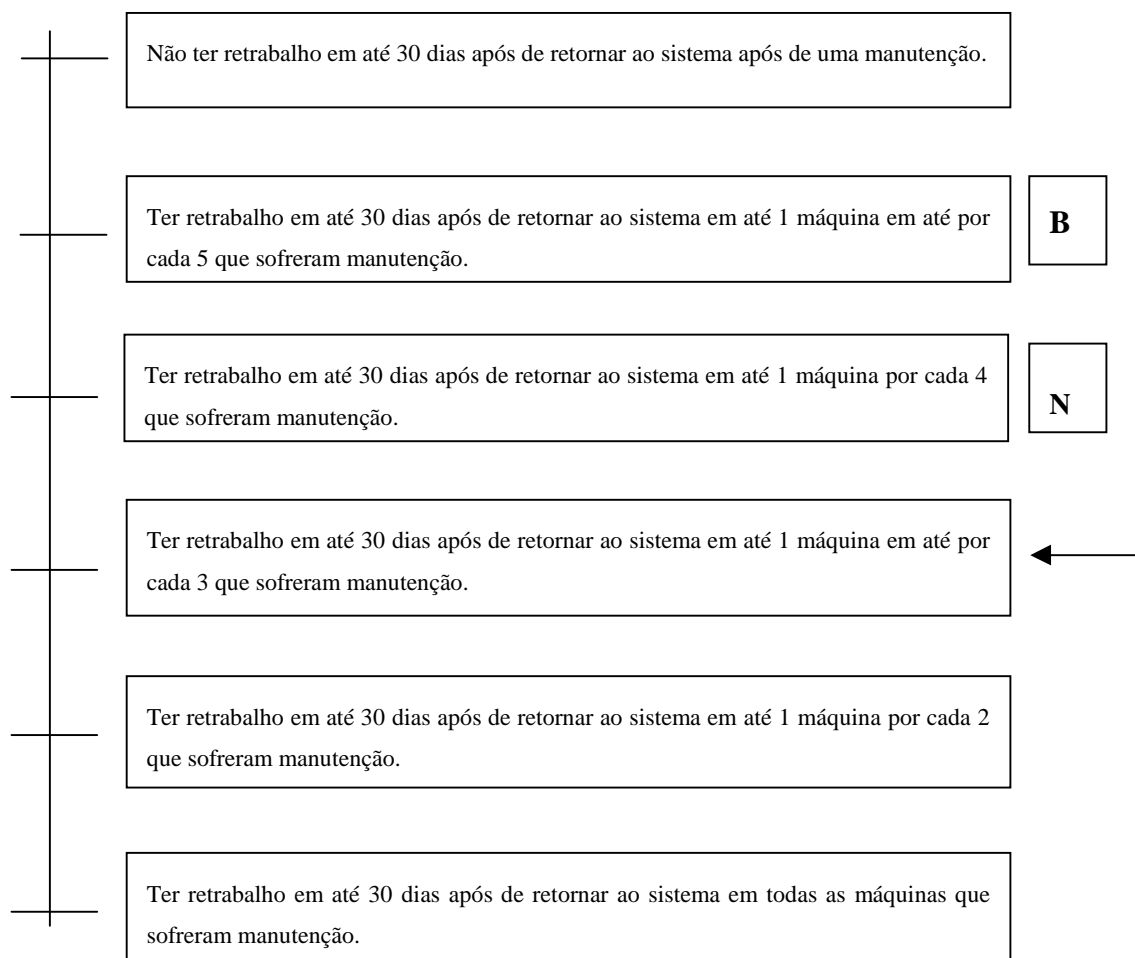 Não ter retrabalho em até 30 dias após de retornar ao sistema após de uma manutenção.
Ter retrabalho em até 30 dias após de retornar ao sistema em até 1 máquina em até por
cada 5 que sofreram manutenção.
B
Ter retrabalho em até 30 dias após de retornar ao sistema em até 1 máquina por cada 4
que sofreram manutenção.
N
Ter retrabalho em até 30 dias após de retornar ao sistema em até 1 máquina em até por
cada 3 que sofreram manutenção.
Ter retrabalho em até 30 dias após de retornar ao sistema em até 1 máquina por cada 2
que sofreram manutenção.
Ter retrabalho em até 30 dias após de retornar ao sistema em todas as máquinas que
sofreram manutenção.